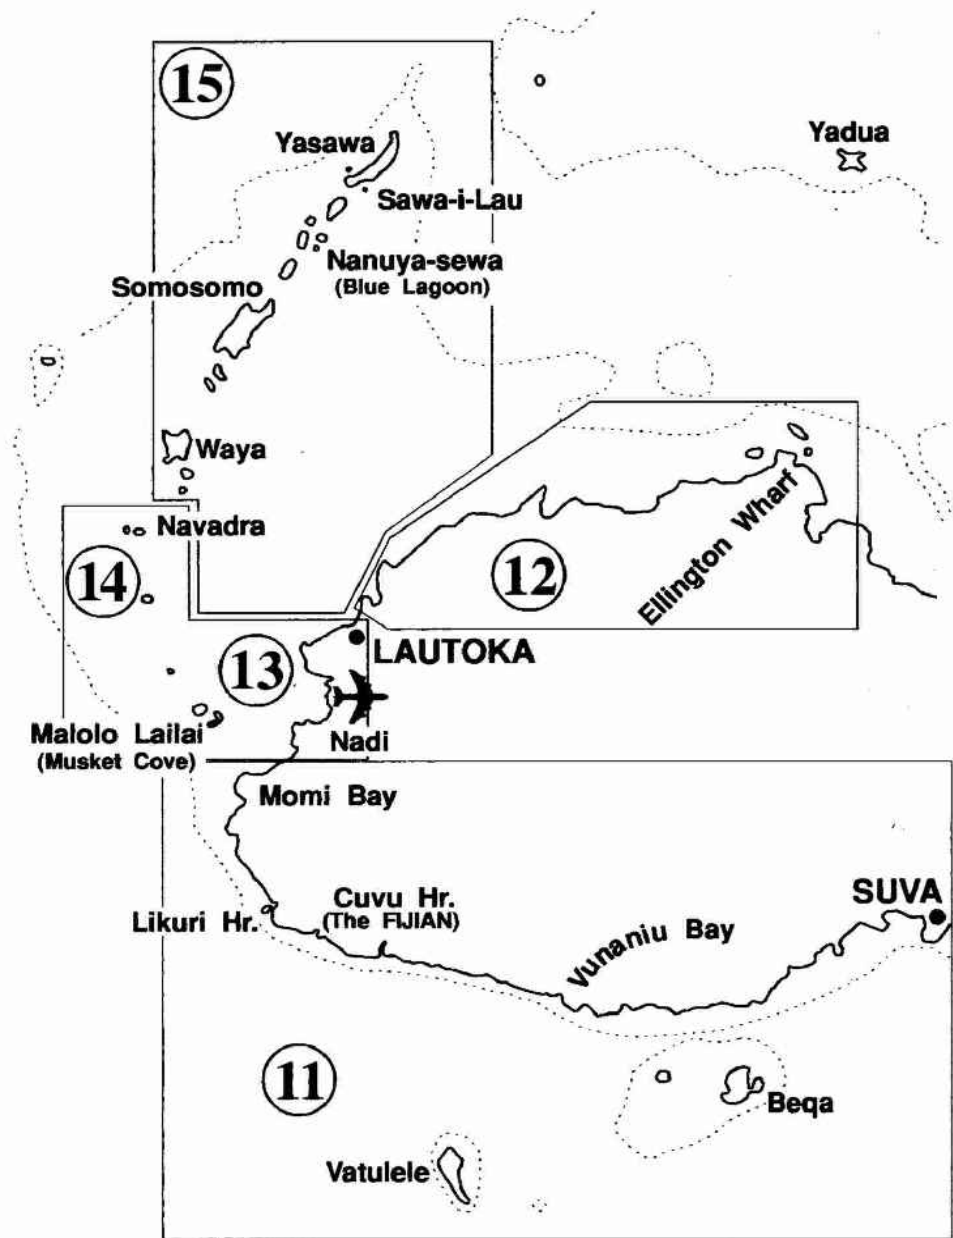 15
Yasawa
Yadua
Sawa-i-Lau
Nanuya-sewa
(Blue Lagoon)
Somosomo
Waya
Navadra
14
12
Ellington Wharf
13
LAUTOKA
Malolo Lailai
(Musket Cove)
Nadi
Momi Bay
Cuvu Hr.
(The FIJIAN)
SUVA
Likuri Hr.
Vunaniu Bay
11
Beqa
Vatulele